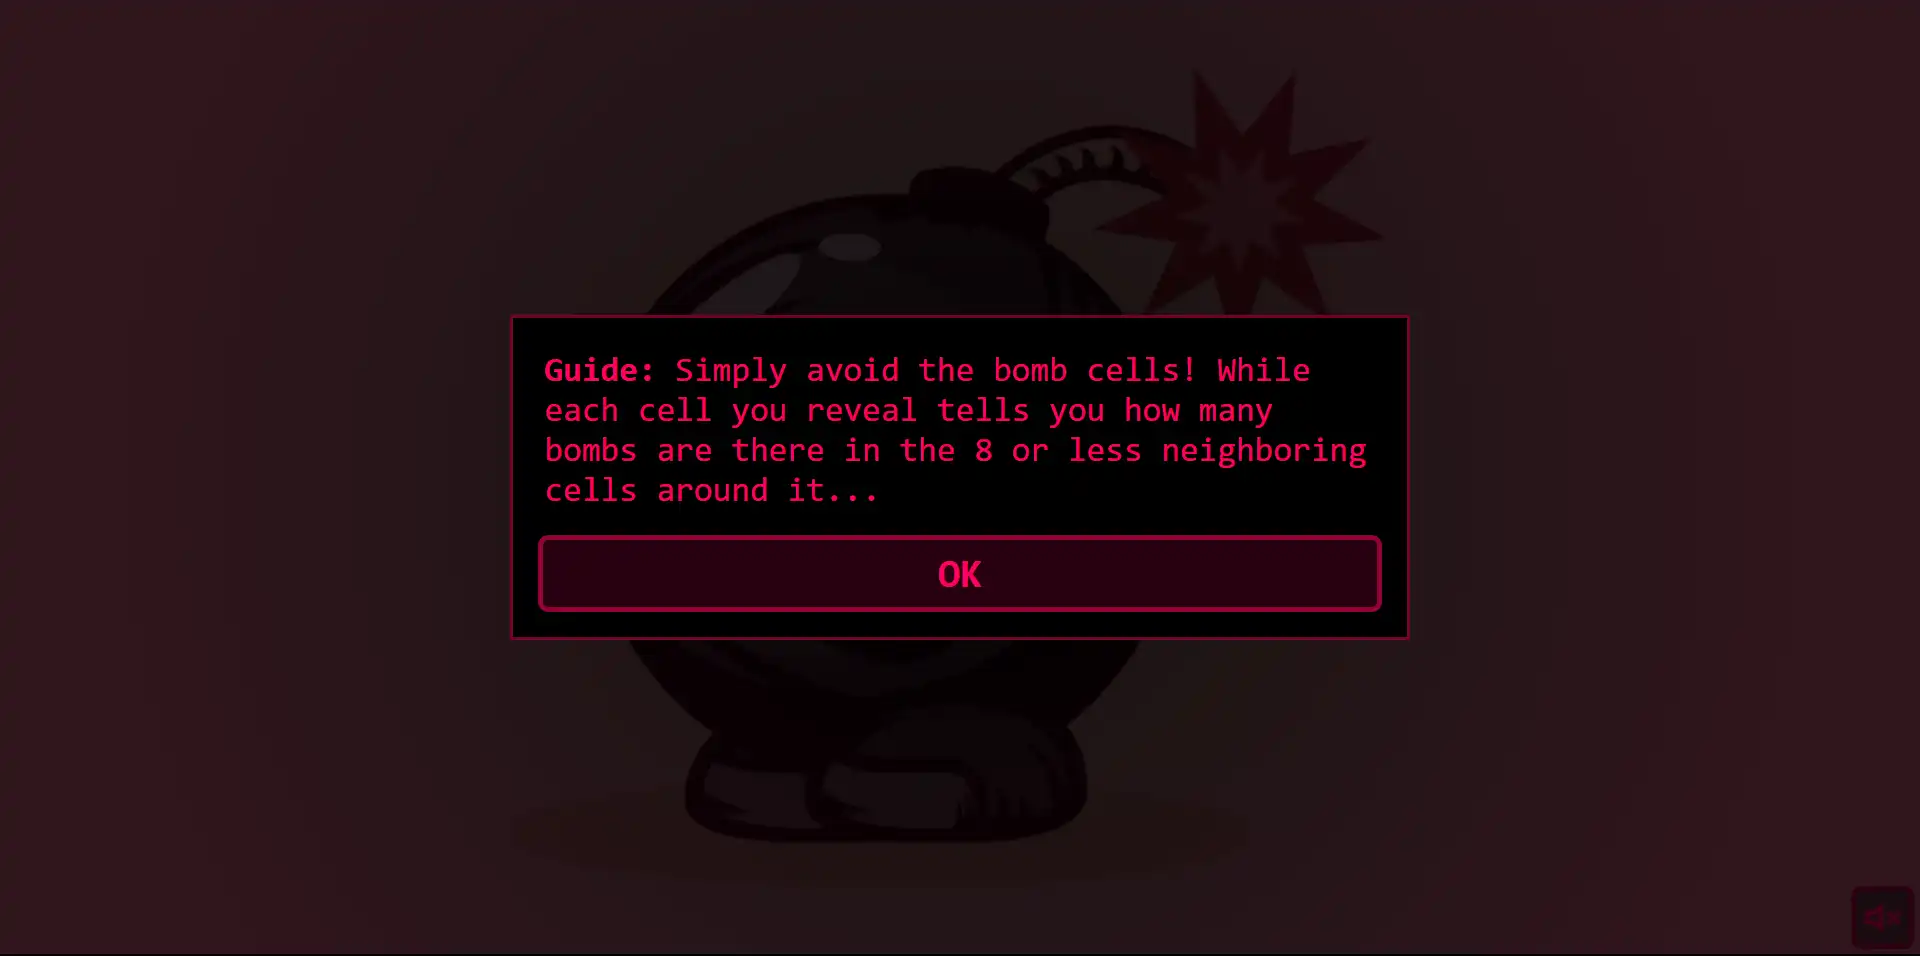 Guide: Simply avoid the bomb cells! While
each cell you reveal tells you how many
bombs are there in the 8 or less neighboring
cells around it...
OK